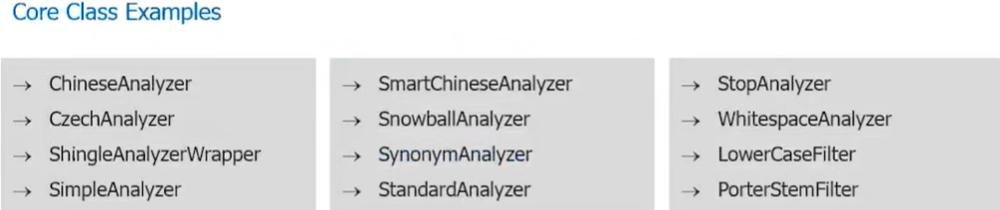 Core Class Examples
→ ChineseAnalyzer
→ CzechAnalyzer
→ ShingleAnalyzerWrapper
→ SimpleAnalyzer
→ SmartChineseAnalyzer
→ SnowballAnalyzer
→ SynonymAnalyzer
→ StandardAnalyzer
→ StopAnalyzer
→ WhitespaceAnalyzer
→ LowerCaseFilter
→ PorterStemFilter